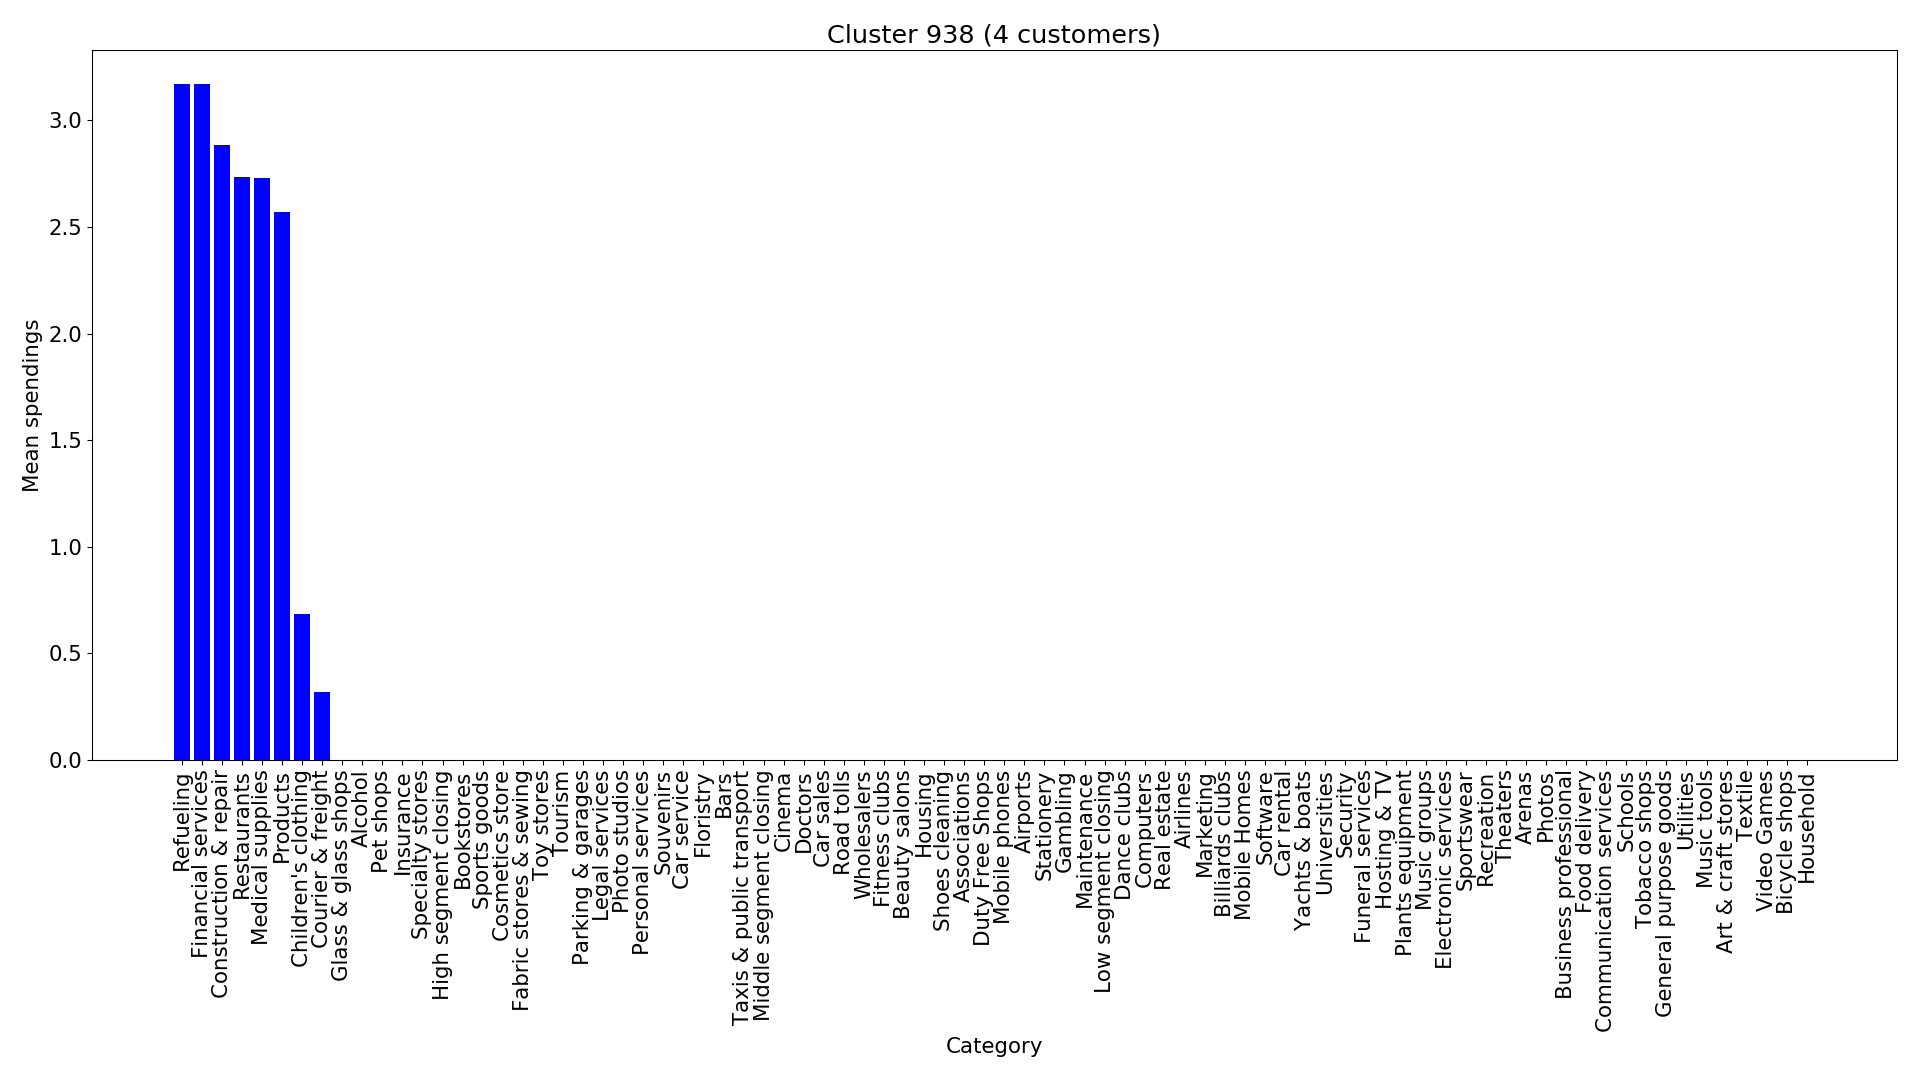 Cluster 938 (4 customers)
Mean spendings
3.0
2.5
2.0
1.5
1.0
0.5
0.0
Refueling
Financial services
Construction & repair
Restaurants
Medical supplies
Products
Children's clothing
Courier & freight
Glass & glass shops
Alcohol
Pet shops
Insurance
Specialty stores
High segment closing
Bookstores
Sports goods
Cosmetics store
Fabric stores & sewing
Toy stores
Tourism
Parking & garages
Legal services
Photo studios
Personal services
Souvenirs
Car service
Floristry
Bars
Taxis & public transport
Middle segment closing
Cinema
Doctors
Car sales
Road tolls
Wholesalers
Fitness clubs
Beauty salons
Housing
Shoes cleaning
Associations
Duty Free Shops
Mobile phones
Airports
Stationery
Gambling
Maintenance
Low segment closing
Dance clubs
Computers
Real estate
Airlines
Marketing
Billiards clubs
Mobile Homes
Software
Car rental
Yachts & boats
Universities
Security
Funeral services
Hosting & TV
Plants equipment
Music groups
Electronic services
Sportswear
Recreation
Theaters
Arenas
Photos
Business professional
Food delivery
Communication services
Schools
Tobacco shops
General purpose goods
Utilities
Music tools
Art & craft stores
Textile
Video Games
Bicycle shops
Household
Category